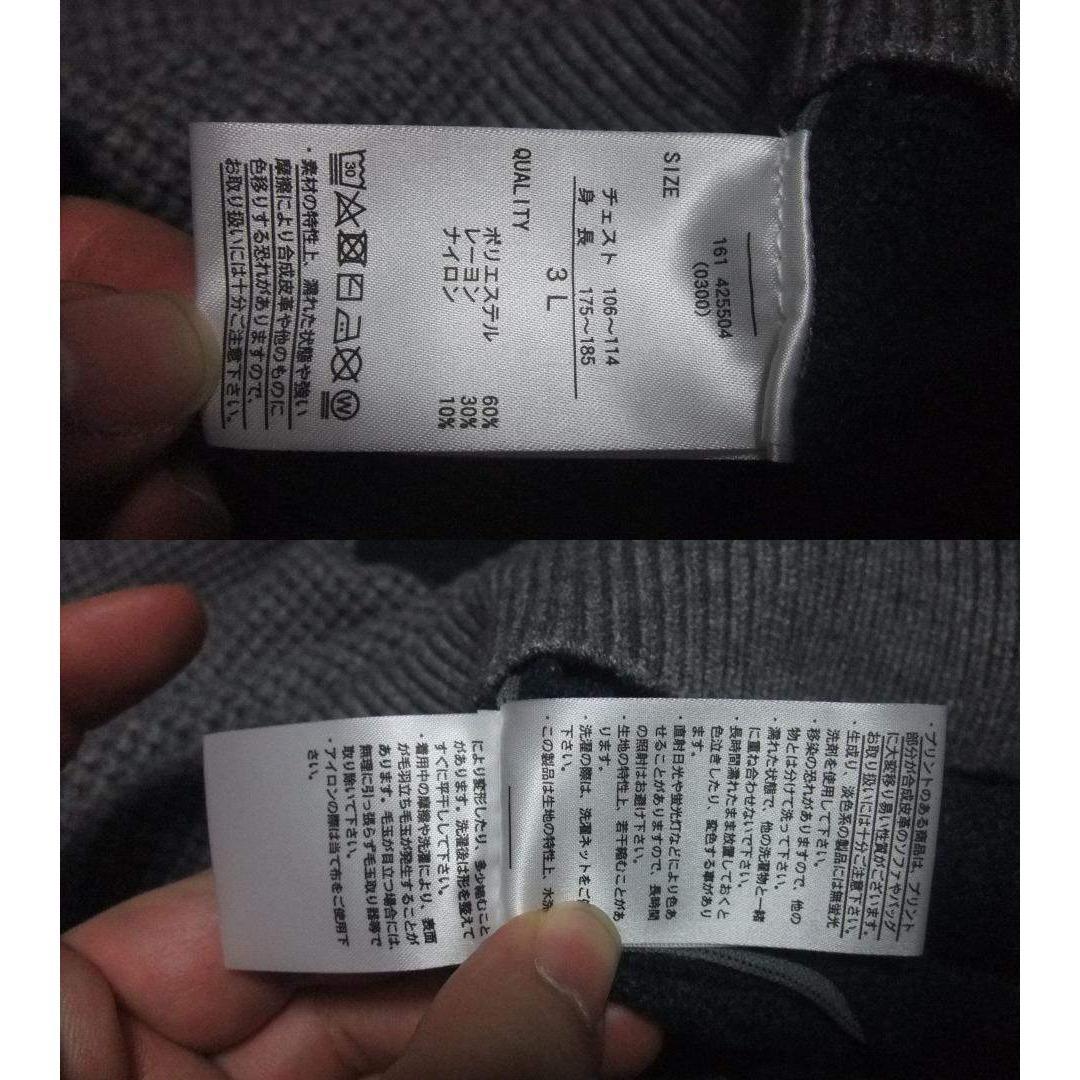 161 425504
(0300)
SIZE
チェスト 106～114
身長 175～185
3L
QUALITY
ポリエステル 60%
レーヨン 30%
ナイロン 10%
30
W
・素材の特性上、濡れた状態や強い
摩擦により合成皮革や他のものに
色移りする恐れがありますので、
お取り扱いには十分ご注意下さい。
・プリントのある商品は、プリント
部分が合成皮革のソファやバッグ
に大変移り易い性質がございます。
お取り扱いには十分ご注意下さい。
・生成り、淡色系の製品には無蛍光
洗剤を使用して下さい。
・移染の恐れがありますので、他の
物とは分けて洗って下さい。
・濡れた状態で、他の洗濯物と一緒
に重ね合わせないで下さい。
・長時間濡れたまま放置しておくと
色泣きしたり、変色する事があり
ます。
・直射日光や蛍光灯などにより色あ
せることがありますので、長時間
の照射はお避け下さい。
・生地の特性上、若干縮むことがあ
ります。
・洗濯の際は、洗濯ネットをご
下さい。
・この製品は生地の特性上、水洗
により変形したり、多少縮むこと
があります。洗濯後は形を整えて
すぐに平干しして下さい。
・着用中の摩擦や洗濯により、表面
が毛羽立ち毛玉が発生することが
あります。毛玉が目立つ場合には、
無理に引っ張らず毛玉取り器等で
取り除いて下さい。
・アイロンの際は当て布をご使用下
さい。